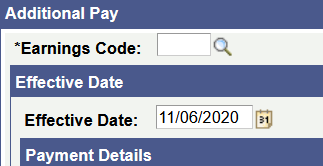 Additional Pay
*Earnings Code:
Effective Date
Effective Date: 11/06/2020
Payment Details